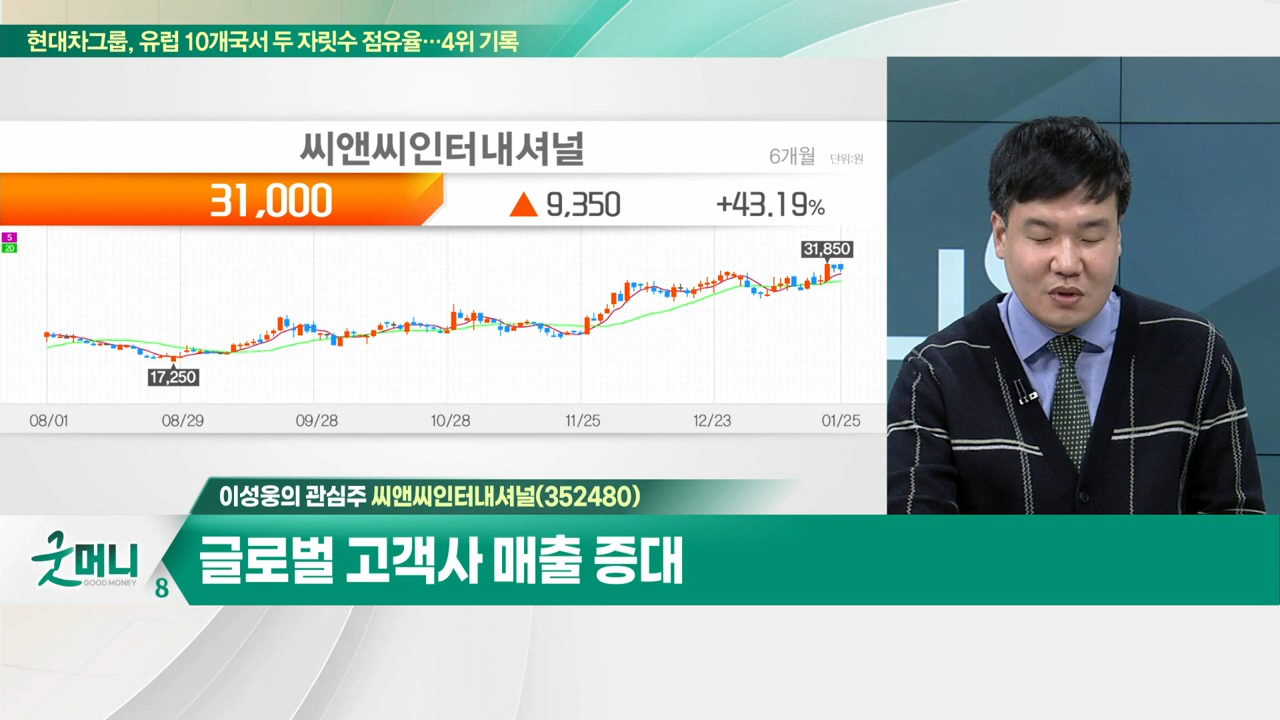 현대차그룹, 유럽 10개국서 두 자릿수 점유율…4위 기록
씨앤씨인터내셔널
6개월 단위:원
31,000 ▲ 9,350 +43.19%
5
20
31,850
17,250
08/01 08/29 09/28 10/28 11/25 12/23 01/25
이성웅의 관심주 씨앤씨인터내셔널(352480)
글로벌 고객사 매출 증대
굿머니
GOOD MONEY
8